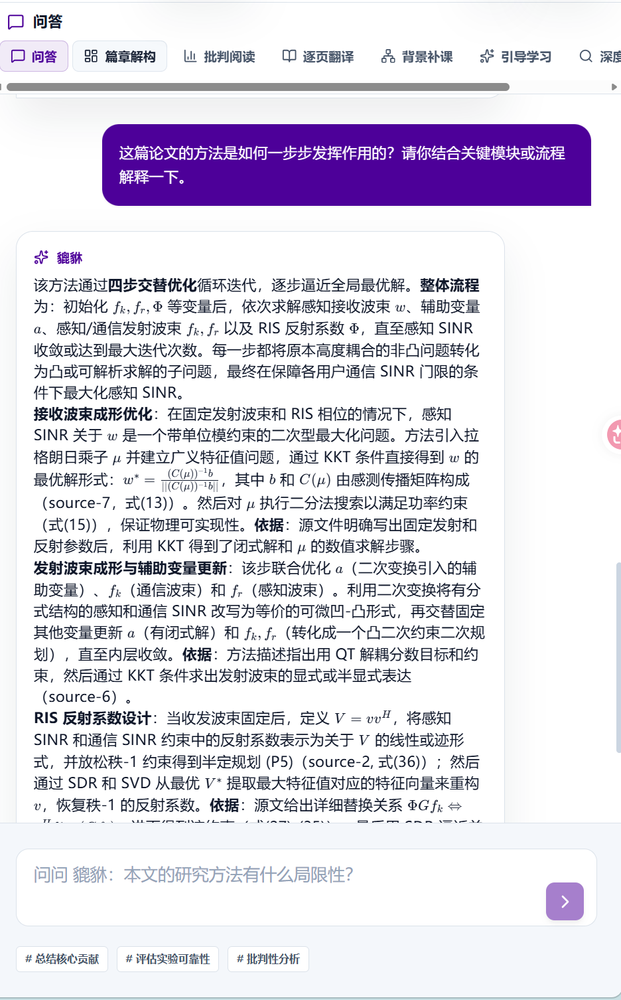 问答
问答 篇章解构 批判阅读 逐页翻译 背景补课 引导学习 深度
这篇论文的方法是如何一步步发挥作用的？请你结合关键模块或流程
解释一下。
貔貅
该方法通过四步交替优化循环迭代，逐步逼近全局最优解。整体流程
为：初始化 f_k, f_r, Φ 等变量后，依次求解感知接收波束 w、辅助变量
a、感知/通信发射波束 f_k, f_r 以及 RIS 反射系数 Φ，直至感知 SINR
收敛或达到最大迭代次数。每一步都将原本高度耦合的非凸问题转化
为凸或可解析求解的子问题，最终在保障各用户通信 SINR 门限的条
件下最大化感知 SINR。
接收波束成形优化：在固定发射波束和 RIS 相位的情况下，感知
SINR 关于 w 是一个带单位模约束的二次型最大化问题。方法引入拉
格朗日乘子 μ 并建立广义特征值问题，通过 KKT 条件直接得到 w 的
最优解形式：w* = (C(μ))^{-1}b / ||(C(μ))^{-1}b||，其中 b 和 C(μ) 由感测传播矩阵构成
（source-7，式(13)）。然后对 μ 执行二分法搜索以满足功率约束
（式(15)），保证物理可实现性。依据：源文件明确写出固定发射和
反射参数后，利用 KKT 得到了闭式解和 μ 的数值求解步骤。
发射波束成形与辅助变量更新：该步联合优化 a（二次变换引入的辅
助变量）、f_k（通信波束）和 f_r（感知波束）。利用二次变换将有分
式结构的感知和通信 SINR 改写为等价的可微凹-凸形式，再交替固定
其他变量更新 a（有闭式解）和 f_k, f_r（转化成一个凸二次约束二次规
划），直至内层收敛。依据：方法描述指出用 QT 解耦分数目标和约
束，然后通过 KKT 条件求出发射波束的显式或半显式表达
（source-6）。
RIS 反射系数设计：当收发波束固定后，定义 V = vv^H，将感知
SINR 和通信 SINR 约束中的反射系数表示为关于 V 的线性或迹形
式，并放松秩-1 约束得到半定规划 (P5)（source-2, 式(36)）；然后
通过 SDR 和 SVD 从最优 V* 提取最大特征值对应的特征向量来重构
v，恢复秩-1 的反射系数。依据：源文给出详细替换关系 ΦGf_k ⇔
问问 貔貅：本文的研究方法有什么局限性？
# 总结核心贡献 # 评估实验可靠性 # 批判性分析